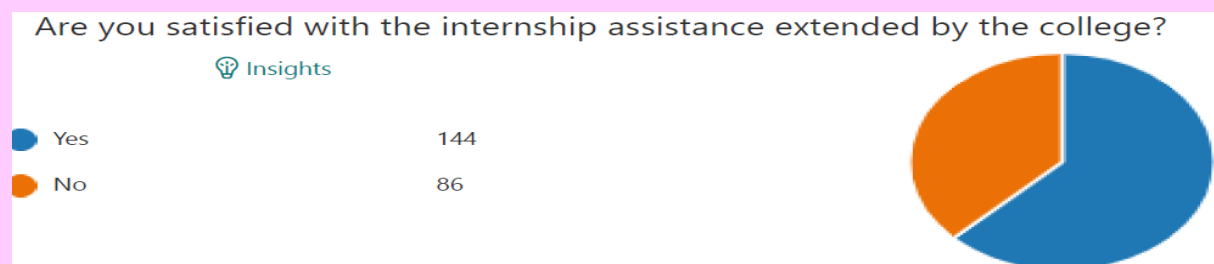 Are you satisfied with the internship assistance extended by the college?
Insights
Yes 144
No 86